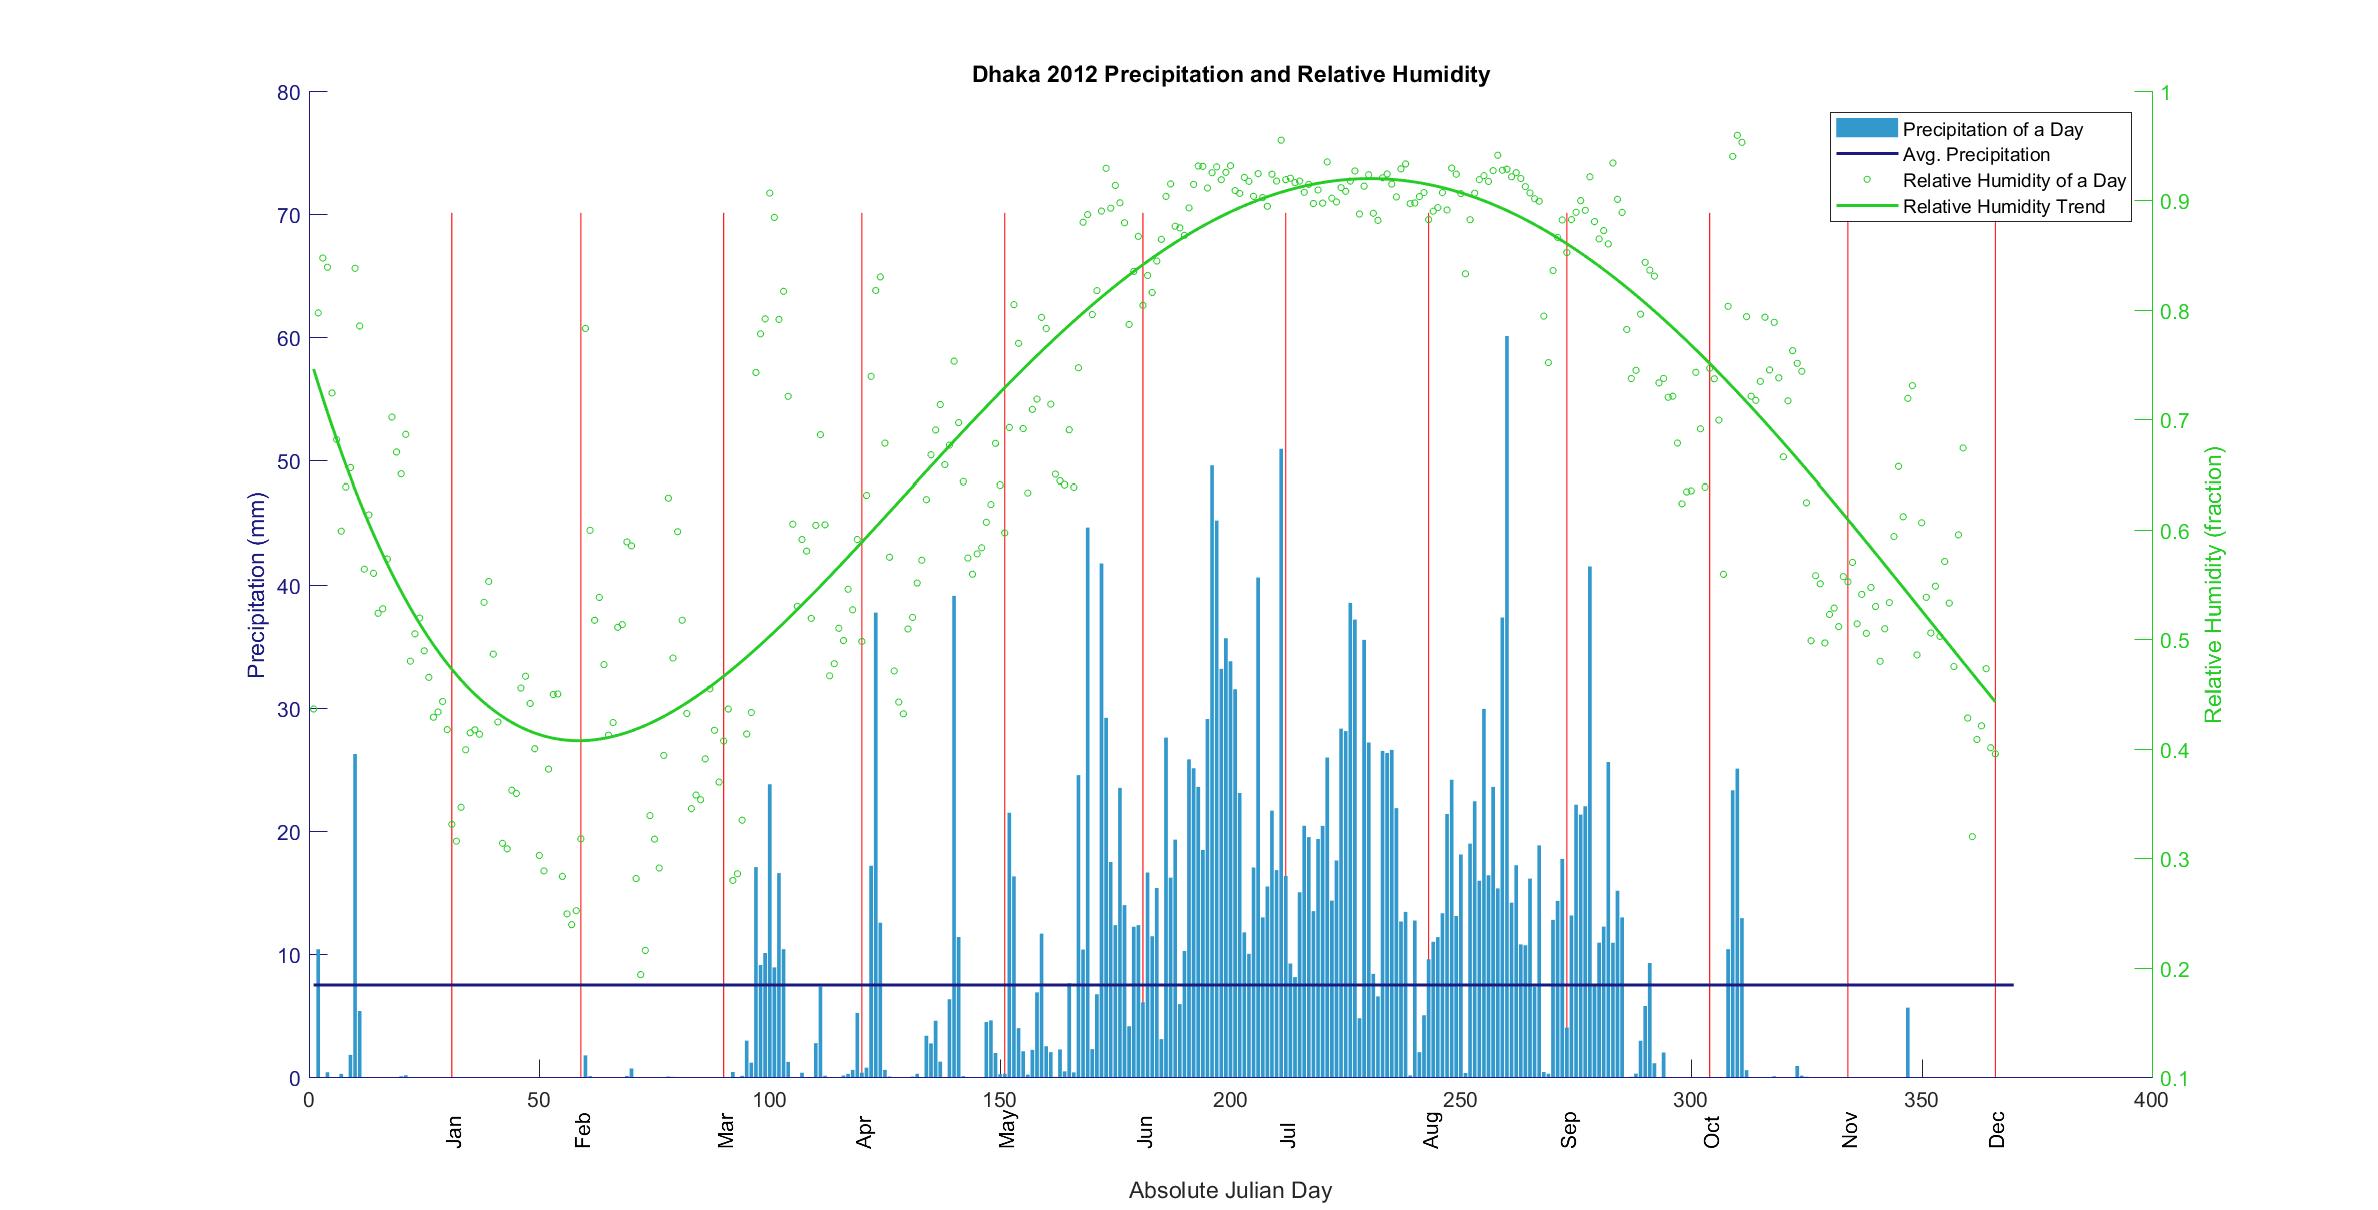 Dhaka 2012 Precipitation and Relative Humidity
80
70
60
50
40
30
20
10
0
Precipitation (mm)
1
0.9
0.8
0.7
0.6
0.5
0.4
0.3
0.2
0.1
Relative Humidity (fraction)
Precipitation of a Day
Avg. Precipitation
Relative Humidity of a Day
Relative Humidity Trend
0 50 100 150 200 250 300 350 400
Jan Feb Mar Apr May Jun Jul Aug Sep Oct Nov Dec
Absolute Julian Day